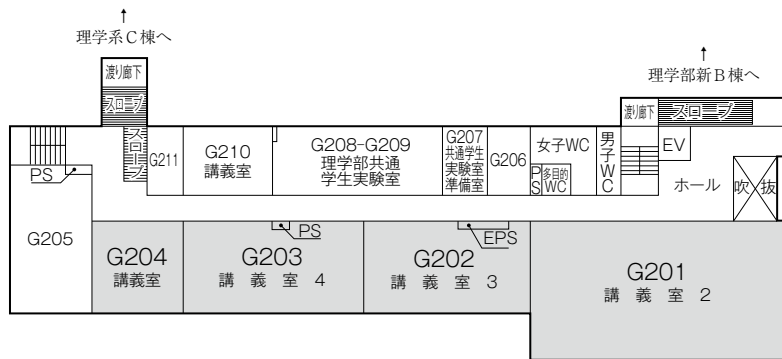 理学系C棟へ
理学部新B棟へ
渡り廊下
スロープ
スロープ
渡り廊下
スロープ
PS
G211
G210
講義室
G208-G209
理学部共通
学生実験室
G207
共通学生
実験室
準備室
G206
女子WC
PS
多目的
WC
男子WC
EV
ホール
吹抜
G205
G204
講義室
PS
G203
講義室 4
EPS
G202
講義室 3
G201
講義室 2